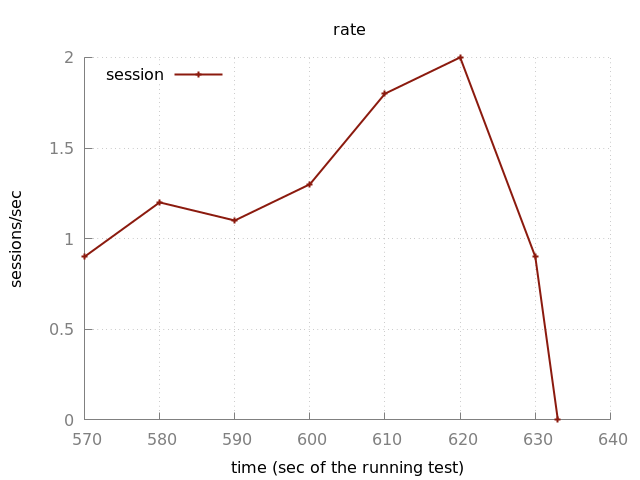 rate
session
2
1.5
1
0.5
0
570 580 590 600 610 620 630 640
sessions/sec
time (sec of the running test)